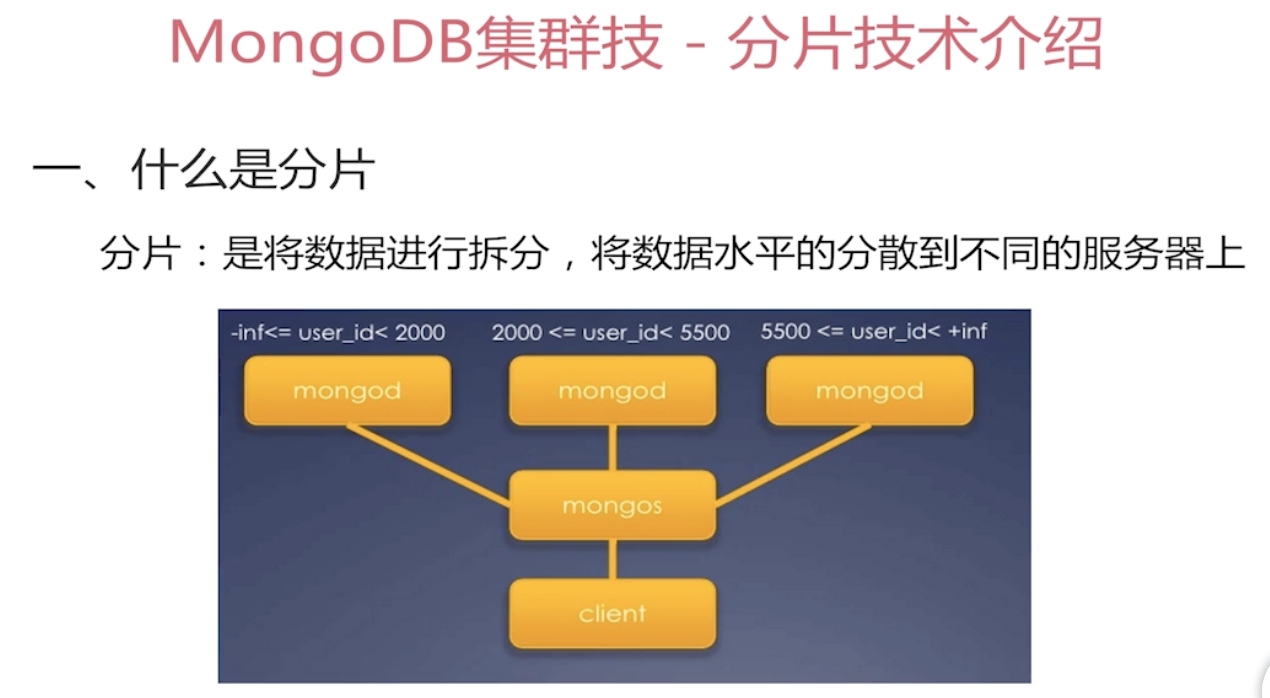 MongoDB集群技 - 分片技术介绍
一、什么是分片
分片：是将数据进行拆分，将数据水平的分散到不同的服务器上
-inf<= user_id< 2000 2000 <= user_id< 5500 5500 <= user_id< +inf
mongod mongod mongod
mongos
client